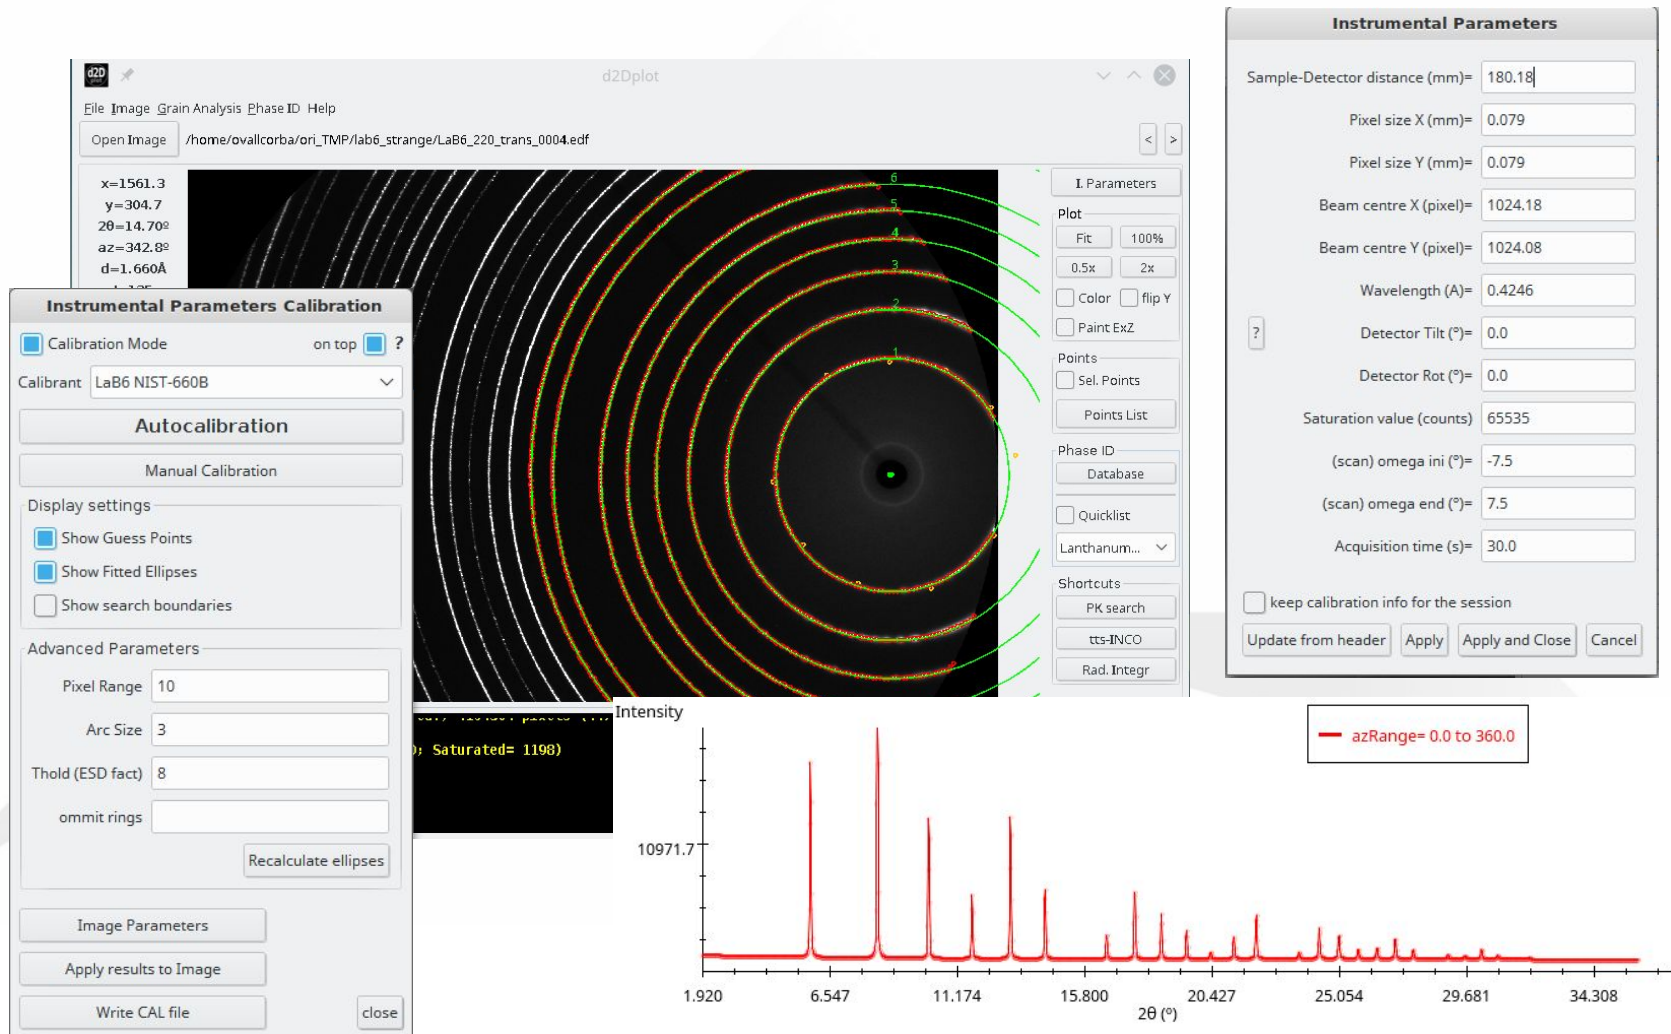 d2D
plot
d2Dplot
File Image Grain Analysis Phase ID Help
Open Image
/home/ovallcorba/ori_TMP/lab6_strange/LaB6_220_trans_0004.edf
<
>
x=1561.3
y=304.7
2θ=14.70º
az=342.8º
d=1.660Å
6
5
4
3
2
1
I. Parameters
Plot
Fit
100%
0.5x
2x
Color
flip Y
Paint ExZ
Points
Sel. Points
Points List
Phase ID
Database
Quicklist
Lanthanum...
Shortcuts
PK search
tts-INCO
Rad. Integr
; Saturated= 1198)
Instrumental Parameters Calibration
Calibration Mode
on top
?
Calibrant
LaB6 NIST-660B
Autocalibration
Manual Calibration
Display settings
Show Guess Points
Show Fitted Ellipses
Show search boundaries
Advanced Parameters
Pixel Range 10
Arc Size 3
Thold (ESD fact) 8
ommit rings
Recalculate ellipses
Image Parameters
Apply results to Image
Write CAL file
close
Instrumental Parameters
Sample-Detector distance (mm)= 180.18
Pixel size X (mm)= 0.079
Pixel size Y (mm)= 0.079
Beam centre X (pixel)= 1024.18
Beam centre Y (pixel)= 1024.08
Wavelength (A)= 0.4246
?
Detector Tilt (º)= 0.0
Detector Rot (º)= 0.0
Saturation value (counts) 65535
(scan) omega ini (º)= -7.5
(scan) omega end (º)= 7.5
Acquisition time (s)= 30.0
keep calibration info for the session
Update from header
Apply
Apply and Close
Cancel
Intensity
azRange= 0.0 to 360.0
10971.7
1.920 6.547 11.174 15.800 20.427 25.054 29.681 34.308
2θ (º)